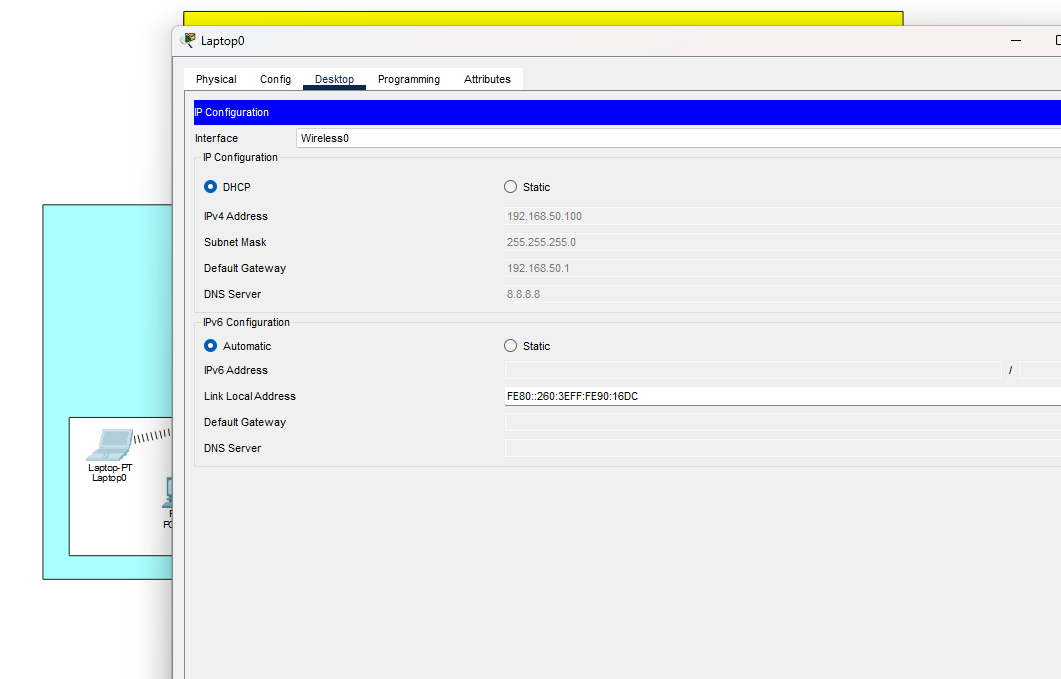 Laptop0
Physical Config Desktop Programming Attributes
IP Configuration
Interface Wireless0
IP Configuration
DHCP Static
IPv4 Address 192.168.50.100
Subnet Mask 255.255.255.0
Default Gateway 192.168.50.1
DNS Server 8.8.8.8
IPv6 Configuration
Automatic Static
IPv6 Address /
Link Local Address FE80::260:3EFF:FE90:16DC
Default Gateway
DNS Server
Laptop-PT
Laptop0